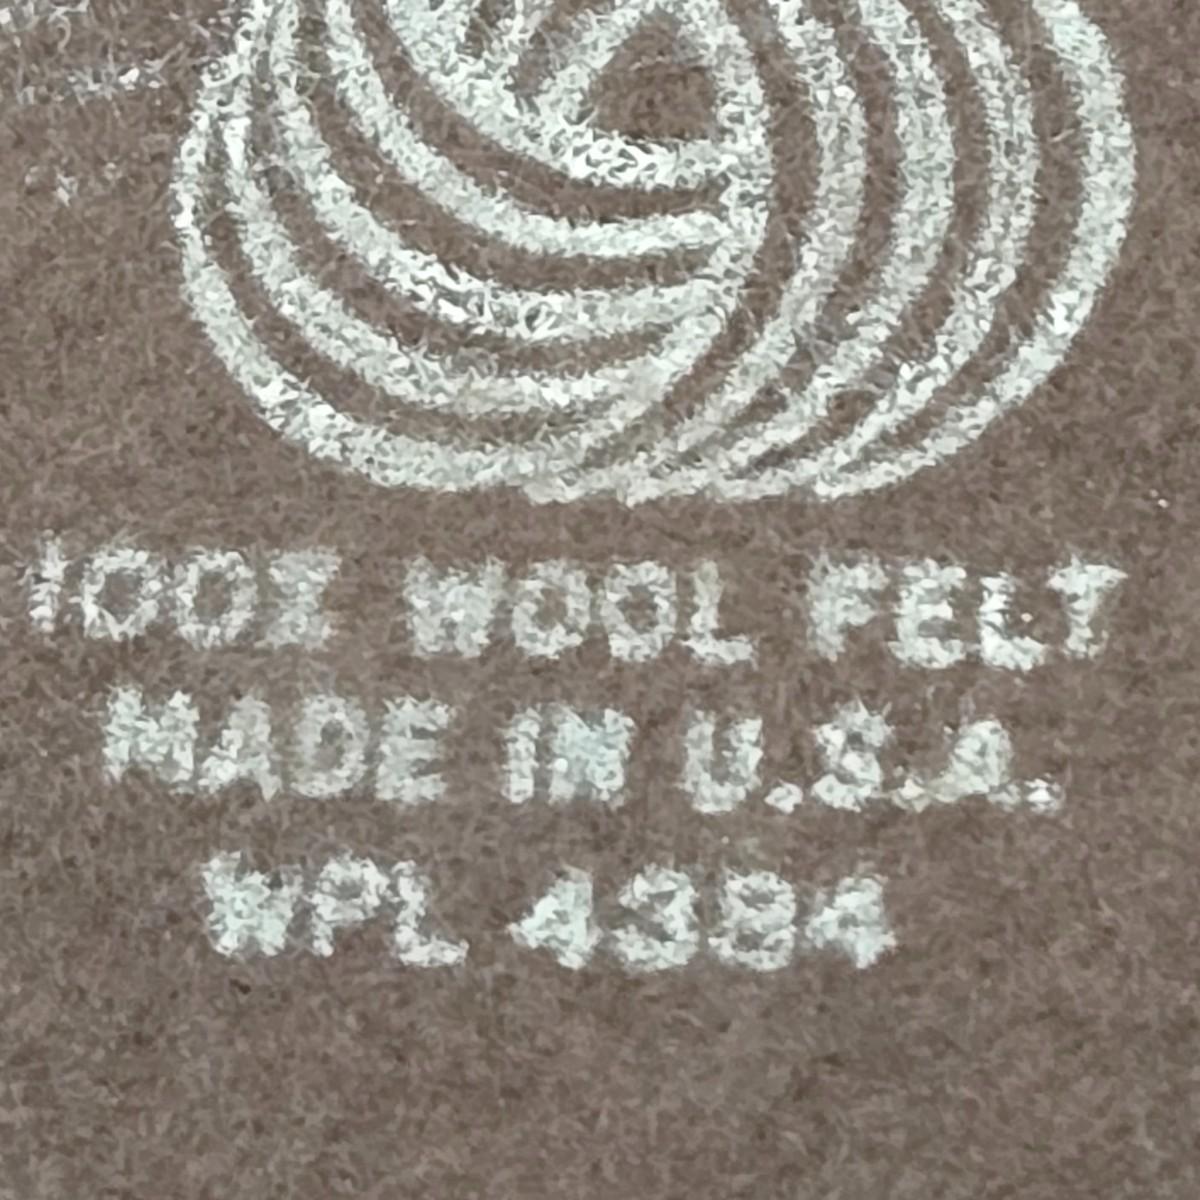 100% WOOL FELT
MADE IN U.S.A.
WPL 4384